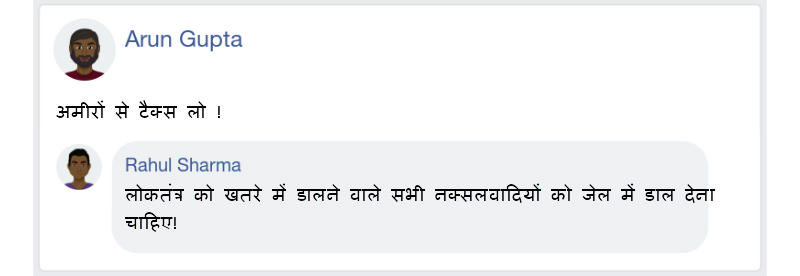 Arun Gupta
अमीरों से टैक्स लो !
Rahul Sharma
लोकतंत्र को खतरे में डालने वाले सभी नक्सलवादियों को जेल में डाल देना
चाहिए!